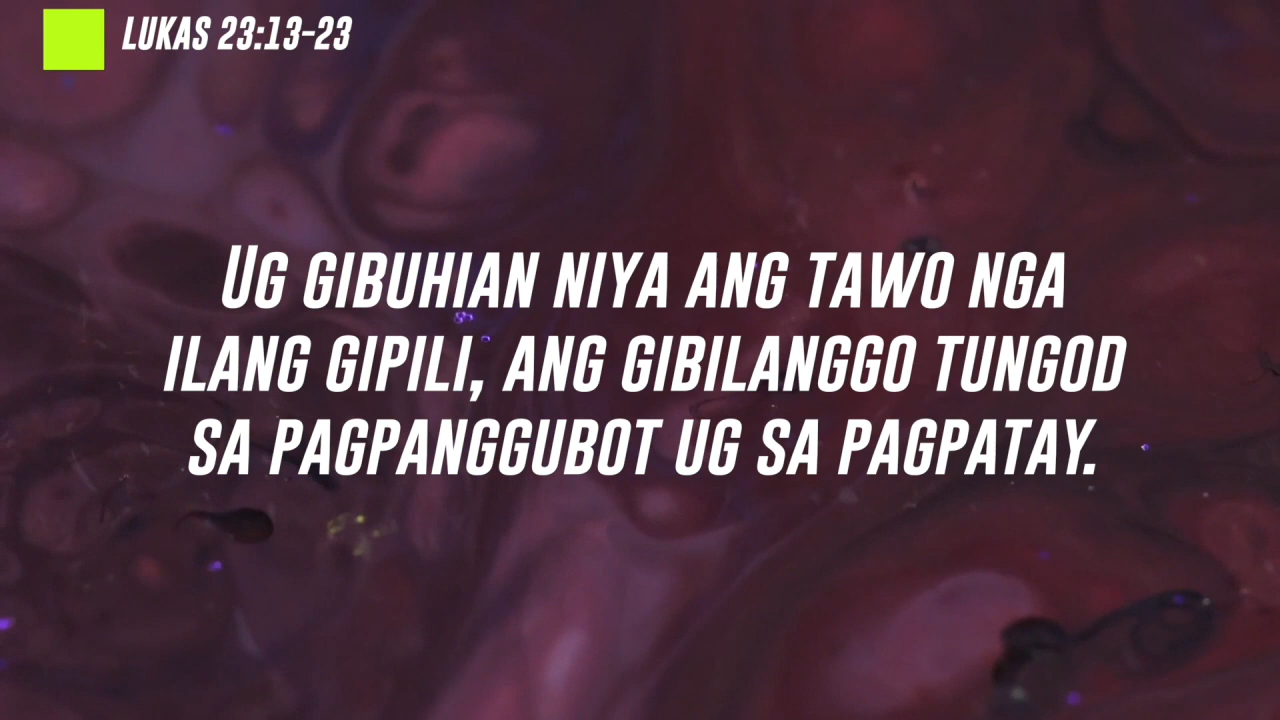 LUKAS 23:13-23
UG GIBUHIAN NIYA ANG TAWO NGA
ILANG GIPILI, ANG GIBILANGGO TUNGOD
SA PAGPANGGUBOT UG SA PAGPATAY.